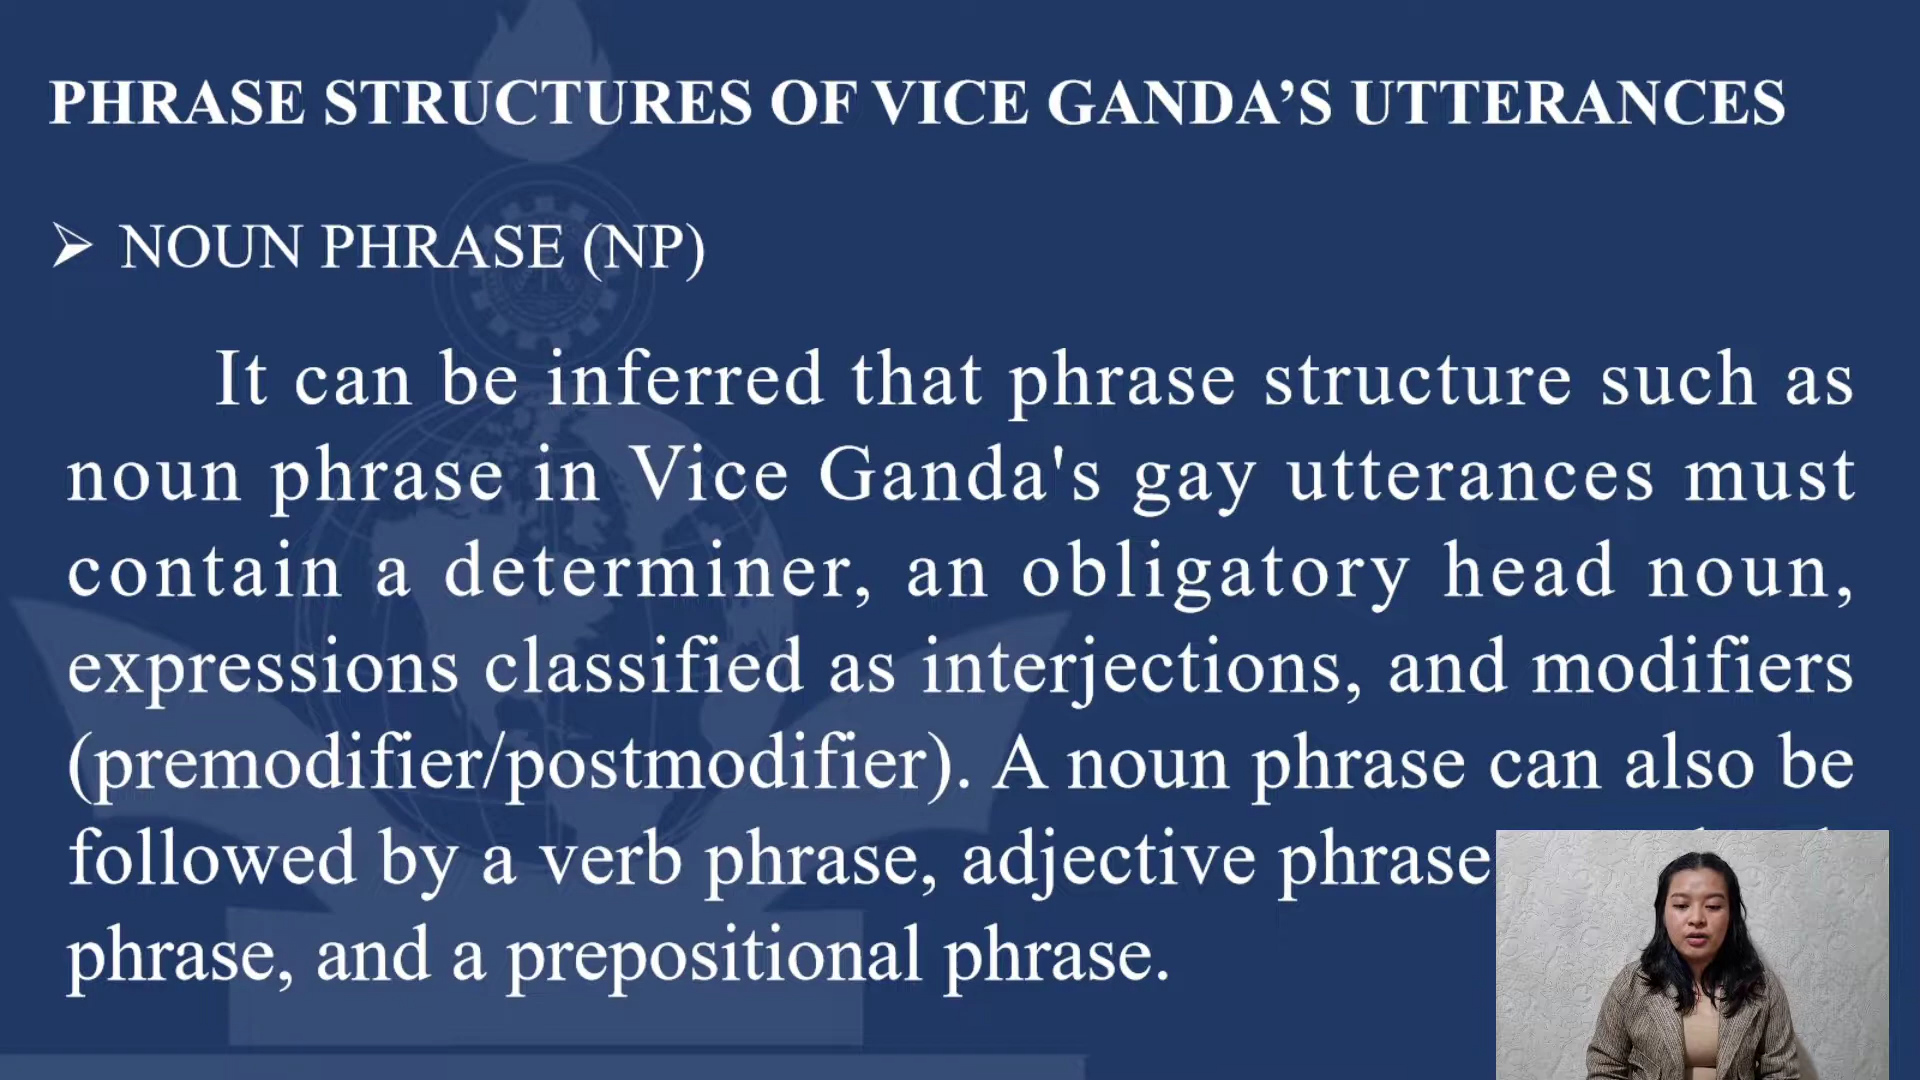 PHRASE STRUCTURES OF VICE GANDA’S UTTERANCES
➢ NOUN PHRASE (NP)
It can be inferred that phrase structure such as
noun phrase in Vice Ganda's gay utterances must
contain a determiner, an obligatory head noun,
expressions classified as interjections, and modifiers
(premodifier/postmodifier). A noun phrase can also be
followed by a verb phrase, adjective phrase
phrase, and a prepositional phrase.